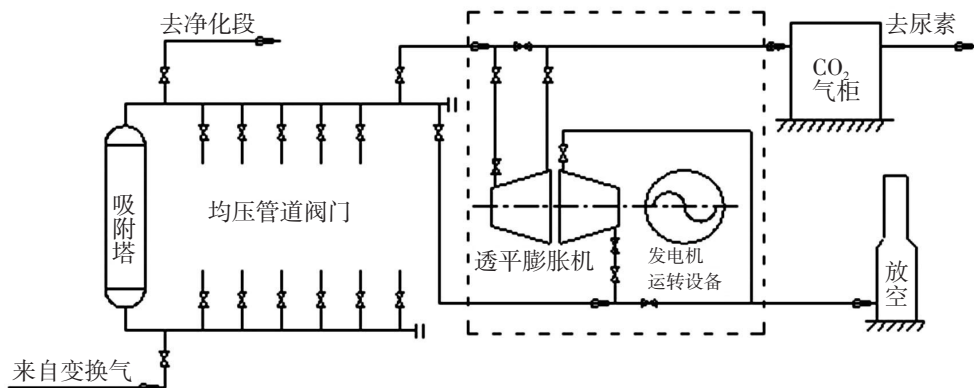 去净化段
去尿素
CO₂
气柜
吸附塔
均压管道阀门
透平膨胀机
发电机
运转设备
放空
来自变换气